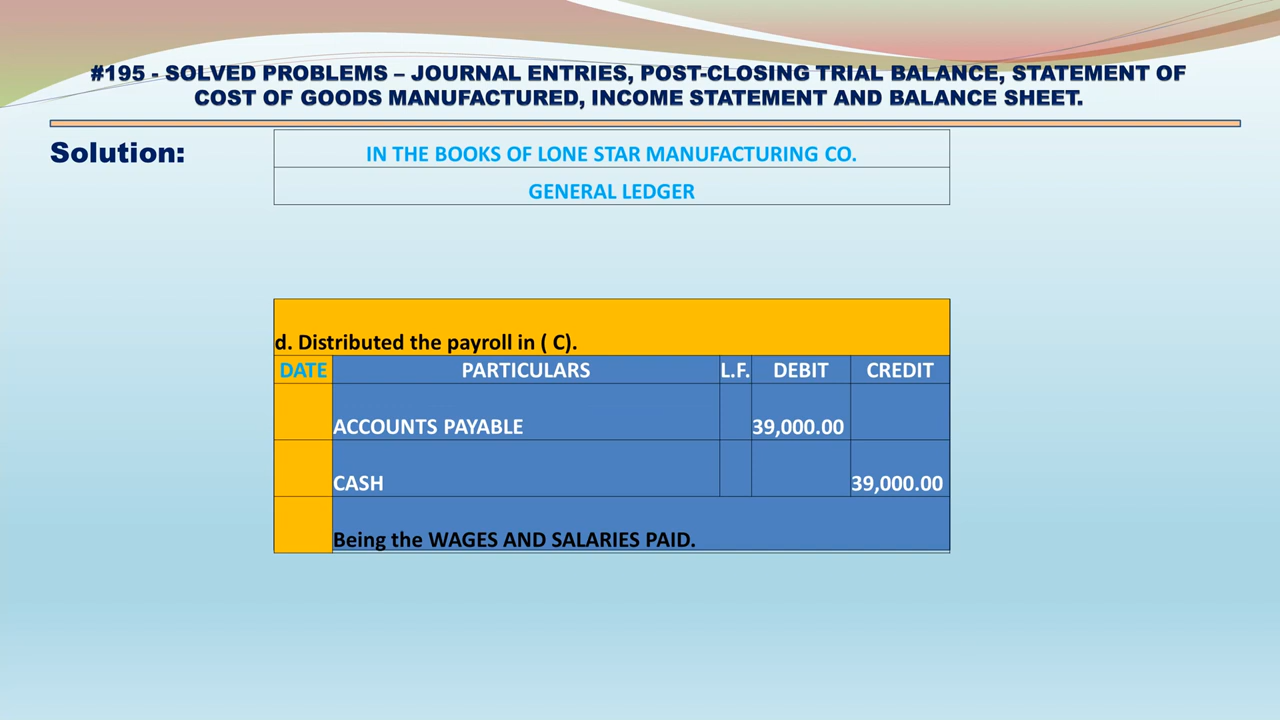 #195 - SOLVED PROBLEMS – JOURNAL ENTRIES, POST-CLOSING TRIAL BALANCE, STATEMENT OF
COST OF GOODS MANUFACTURED, INCOME STATEMENT AND BALANCE SHEET.
Solution:
IN THE BOOKS OF LONE STAR MANUFACTURING CO.
GENERAL LEDGER
d. Distributed the payroll in ( C).
DATE PARTICULARS L.F. DEBIT CREDIT
ACCOUNTS PAYABLE 39,000.00
CASH 39,000.00
Being the WAGES AND SALARIES PAID.